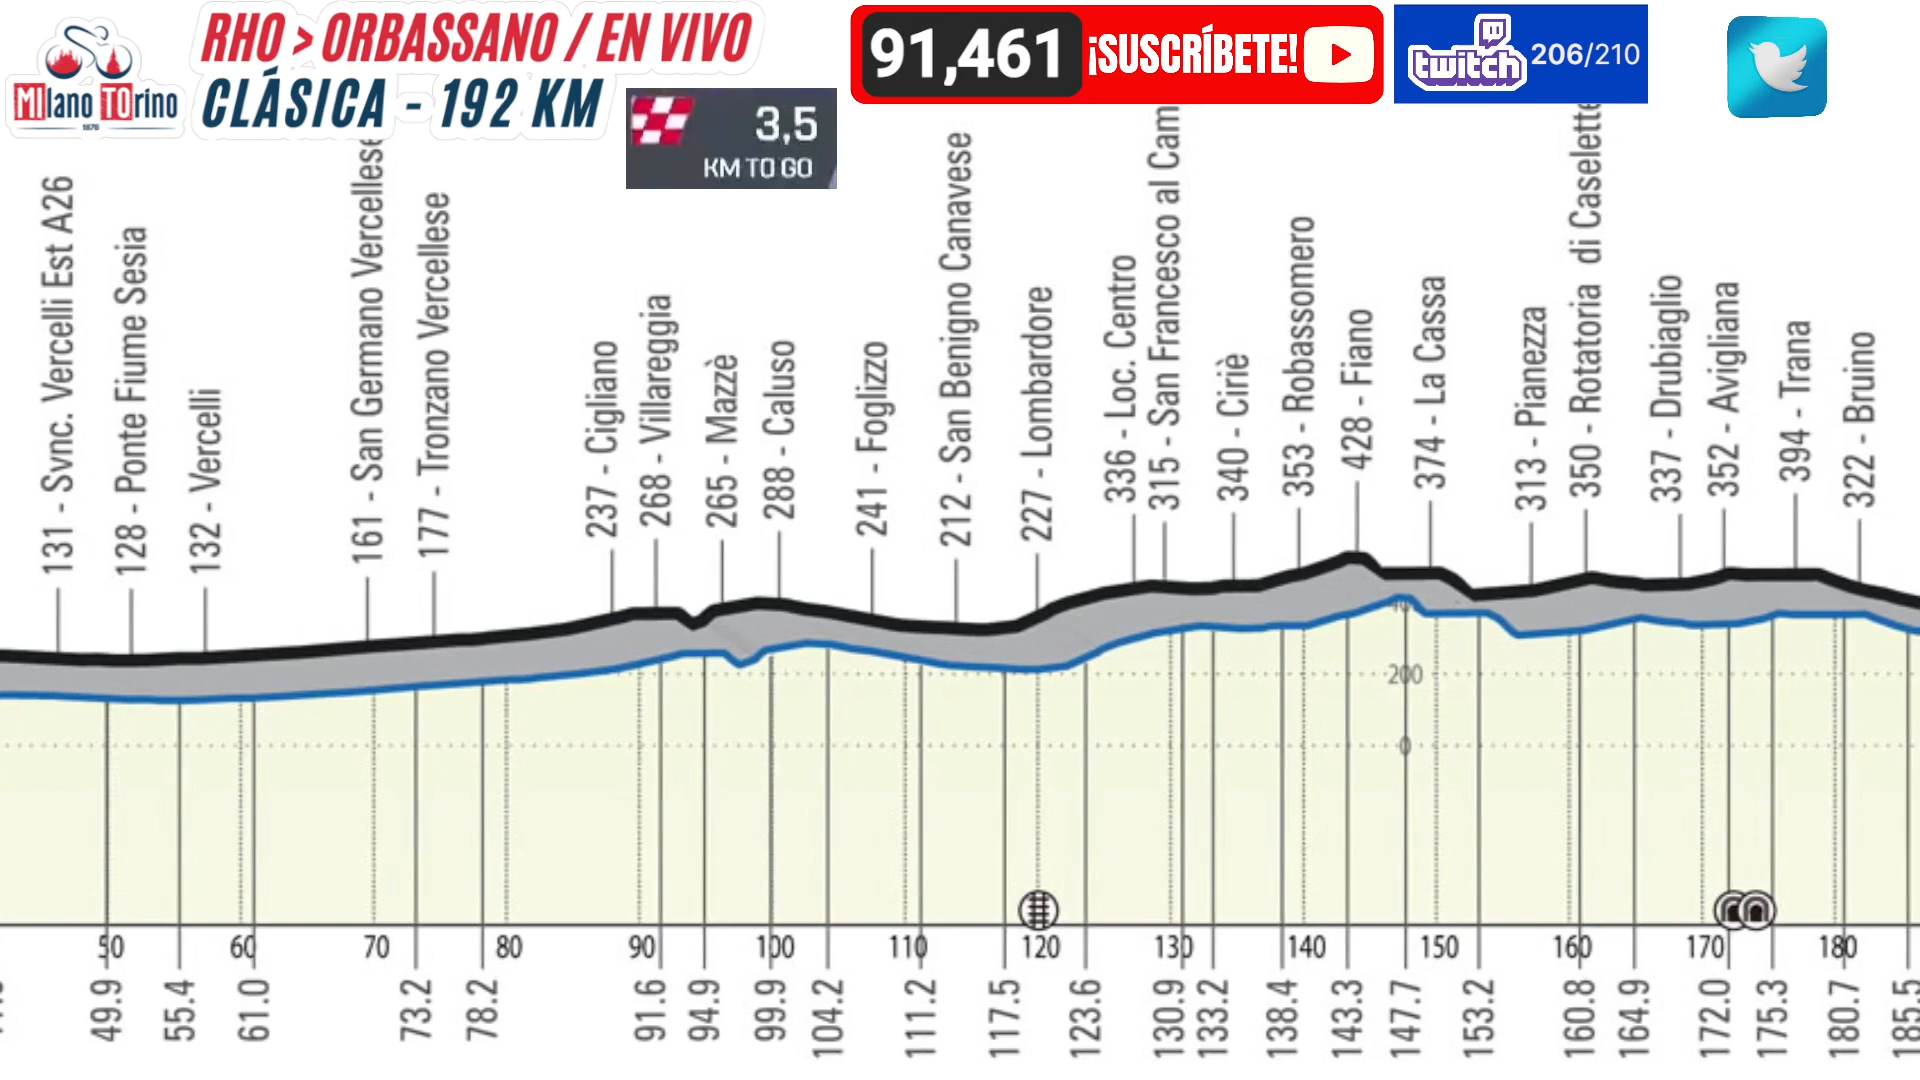 RHO > ORBASSANO / EN VIVO
CLÁSICA - 192 KM
MIlano TOrino
1876
3,5
KM TO GO
91,461
¡SUSCRÍBETE!
twitch
206/210
131 - Svnc. Vercelli Est A26
128 - Ponte Fiume Sesia
132 - Vercelli
161 - San Germano Vercellese
177 - Tronzano Vercellese
237 - Cigliano
268 - Villareggia
265 - Mazzè
288 - Caluso
241 - Foglizzo
212 - San Benigno Canavese
227 - Lombardore
336 - Loc. Centro
315 - San Francesco al Cam
340 - Ciriè
353 - Robassomero
428 - Fiano
374 - La Cassa
313 - Pianezza
350 - Rotatoria di Caselette
337 - Drubiaglio
352 - Avigliana
394 - Trana
322 - Bruino
200
0
50 60 70 80 90 100 110 120 130 140 150 160 170 180
49.9 55.4 61.0 73.2 78.2 91.6 94.9 99.9 104.2 111.2 117.5 123.6 130.9 133.2 138.4 143.3 147.7 153.2 160.8 164.9 172.0 175.3 180.7 185.5